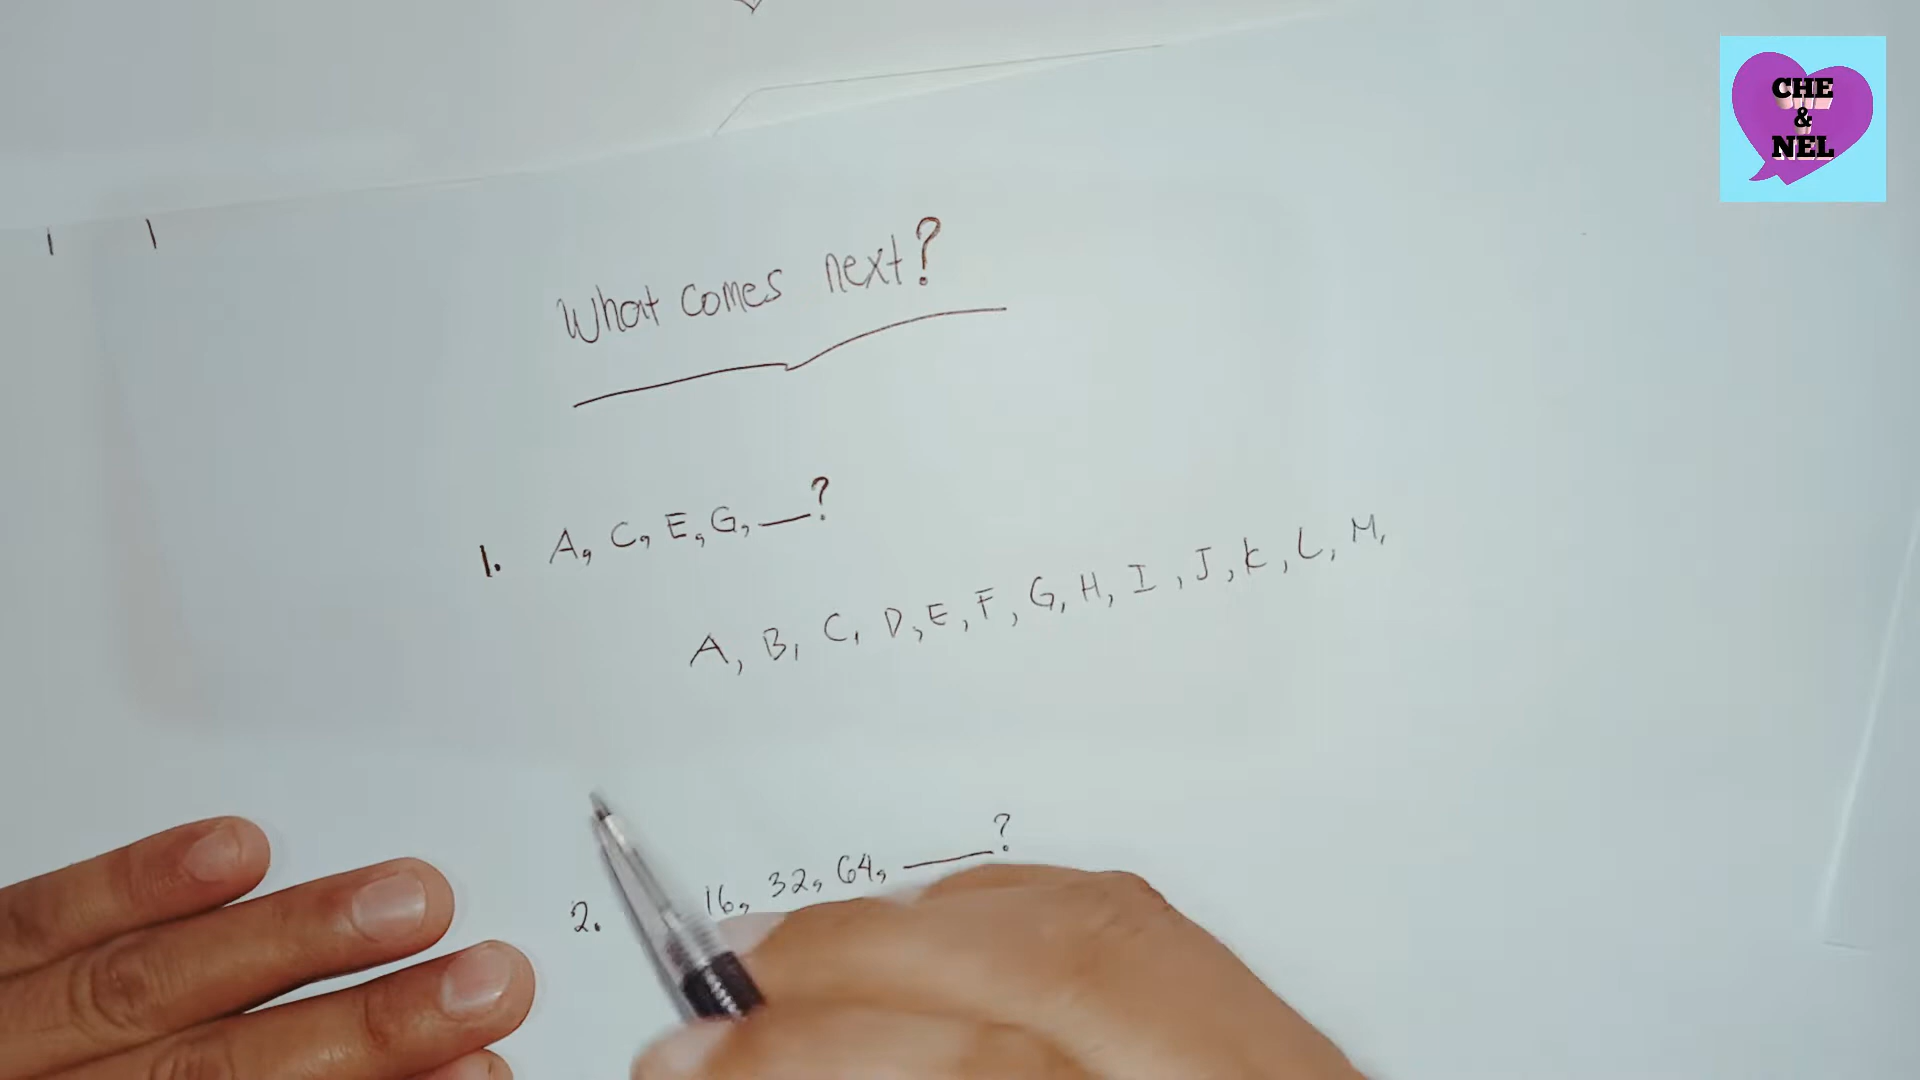 CHE
&
NEL
What comes next?
1. A, C, E, G, __?
A, B, C, D, E, F, G, H, I, J, K, L, M,
2. 16, 32, 64, __?